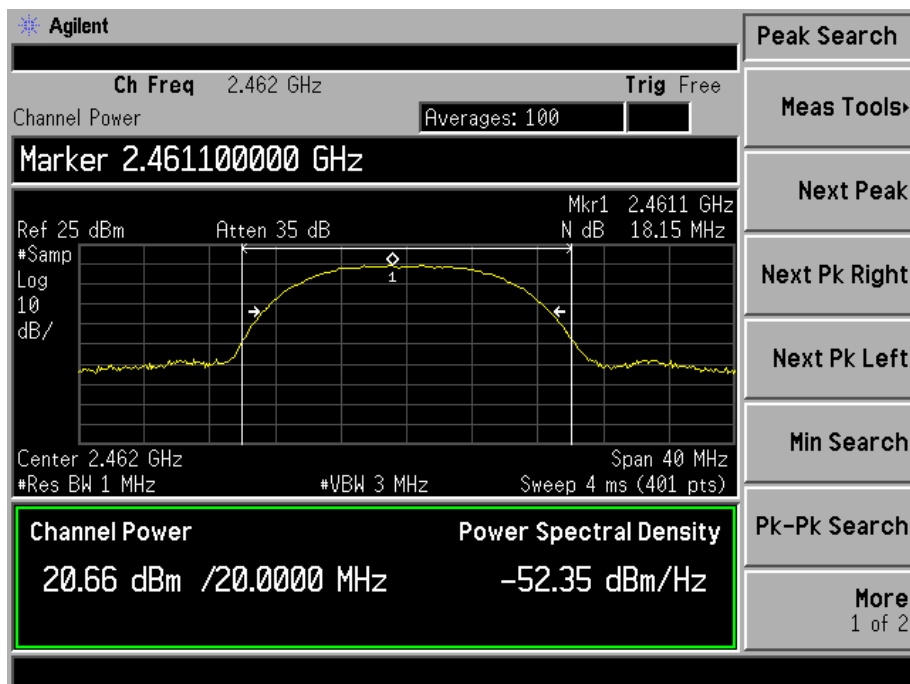 Agilent
Peak Search
Ch Freq 2.462 GHz Trig Free
Channel Power Averages: 100
Meas Tools
Marker 2.461100000 GHz
Next Peak
Mkr1 2.4611 GHz
Ref 25 dBm Atten 35 dB N dB 18.15 MHz
#Samp
Log
10
dB/
1
Next Pk Right
Next Pk Left
Min Search
Center 2.462 GHz Span 40 MHz
#Res BW 1 MHz #VBW 3 MHz Sweep 4 ms (401 pts)
Channel Power Power Spectral Density
Pk-Pk Search
20.66 dBm /20.0000 MHz -52.35 dBm/Hz
More
1 of 2